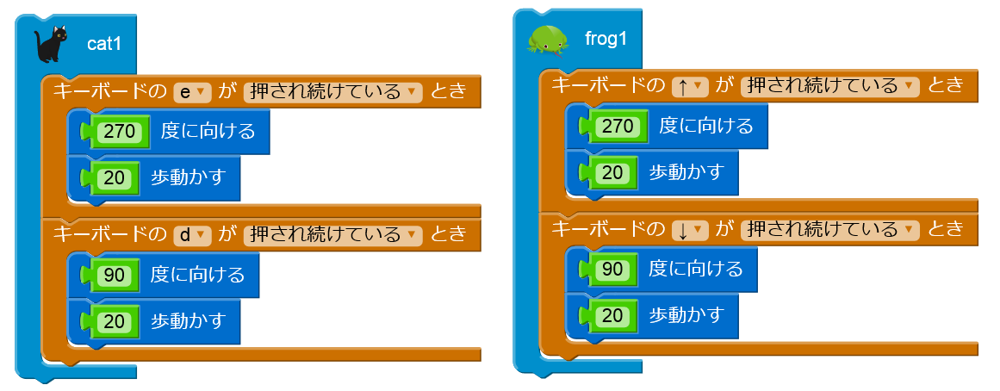 cat1
キーボードの e ▼ が 押され続けている ▼ とき
270 度に向ける
20 歩動かす
キーボードの d ▼ が 押され続けている ▼ とき
90 度に向ける
20 歩動かす
frog1
キーボードの ↑ ▼ が 押され続けている ▼ とき
270 度に向ける
20 歩動かす
キーボードの ↓ ▼ が 押され続けている ▼ とき
90 度に向ける
20 歩動かす